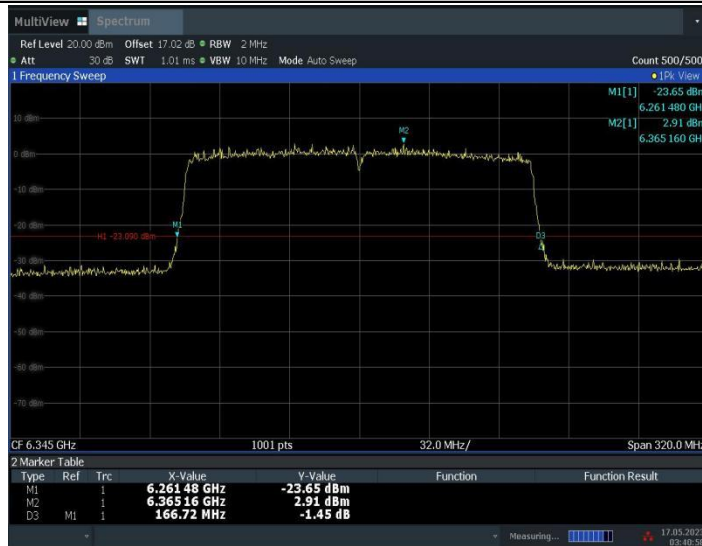 MultiView Spectrum
Ref Level 20.00 dBm Offset 17.02 dB RBW 2 MHz
Att 30 dB SWT 1.01 ms VBW 10 MHz Mode Auto Sweep Count 500/500
1 Frequency Sweep 1Pk View
M1[1] -23.65 dBm
6.261 480 GH
M2[1] 2.91 dBm
6.365 160 GH
10 dBm
M2
0 dBm
-10 dBm
-20 dBm
M1
H1 -23.090 dBm
D3
-30 dBm
-40 dBm
-50 dBm
-60 dBm
-70 dBm
CF 6.345 GHz 1001 pts 32.0 MHz/ Span 320.0 MHz
2 Marker Table
Type Ref Trc X-Value Y-Value Function Function Result
M1 1 6.261 48 GHz -23.65 dBm
M2 1 6.365 16 GHz 2.91 dBm
D3 M1 1 166.72 MHz -1.45 dB
Measuring... 17.05.2023
03:40:50